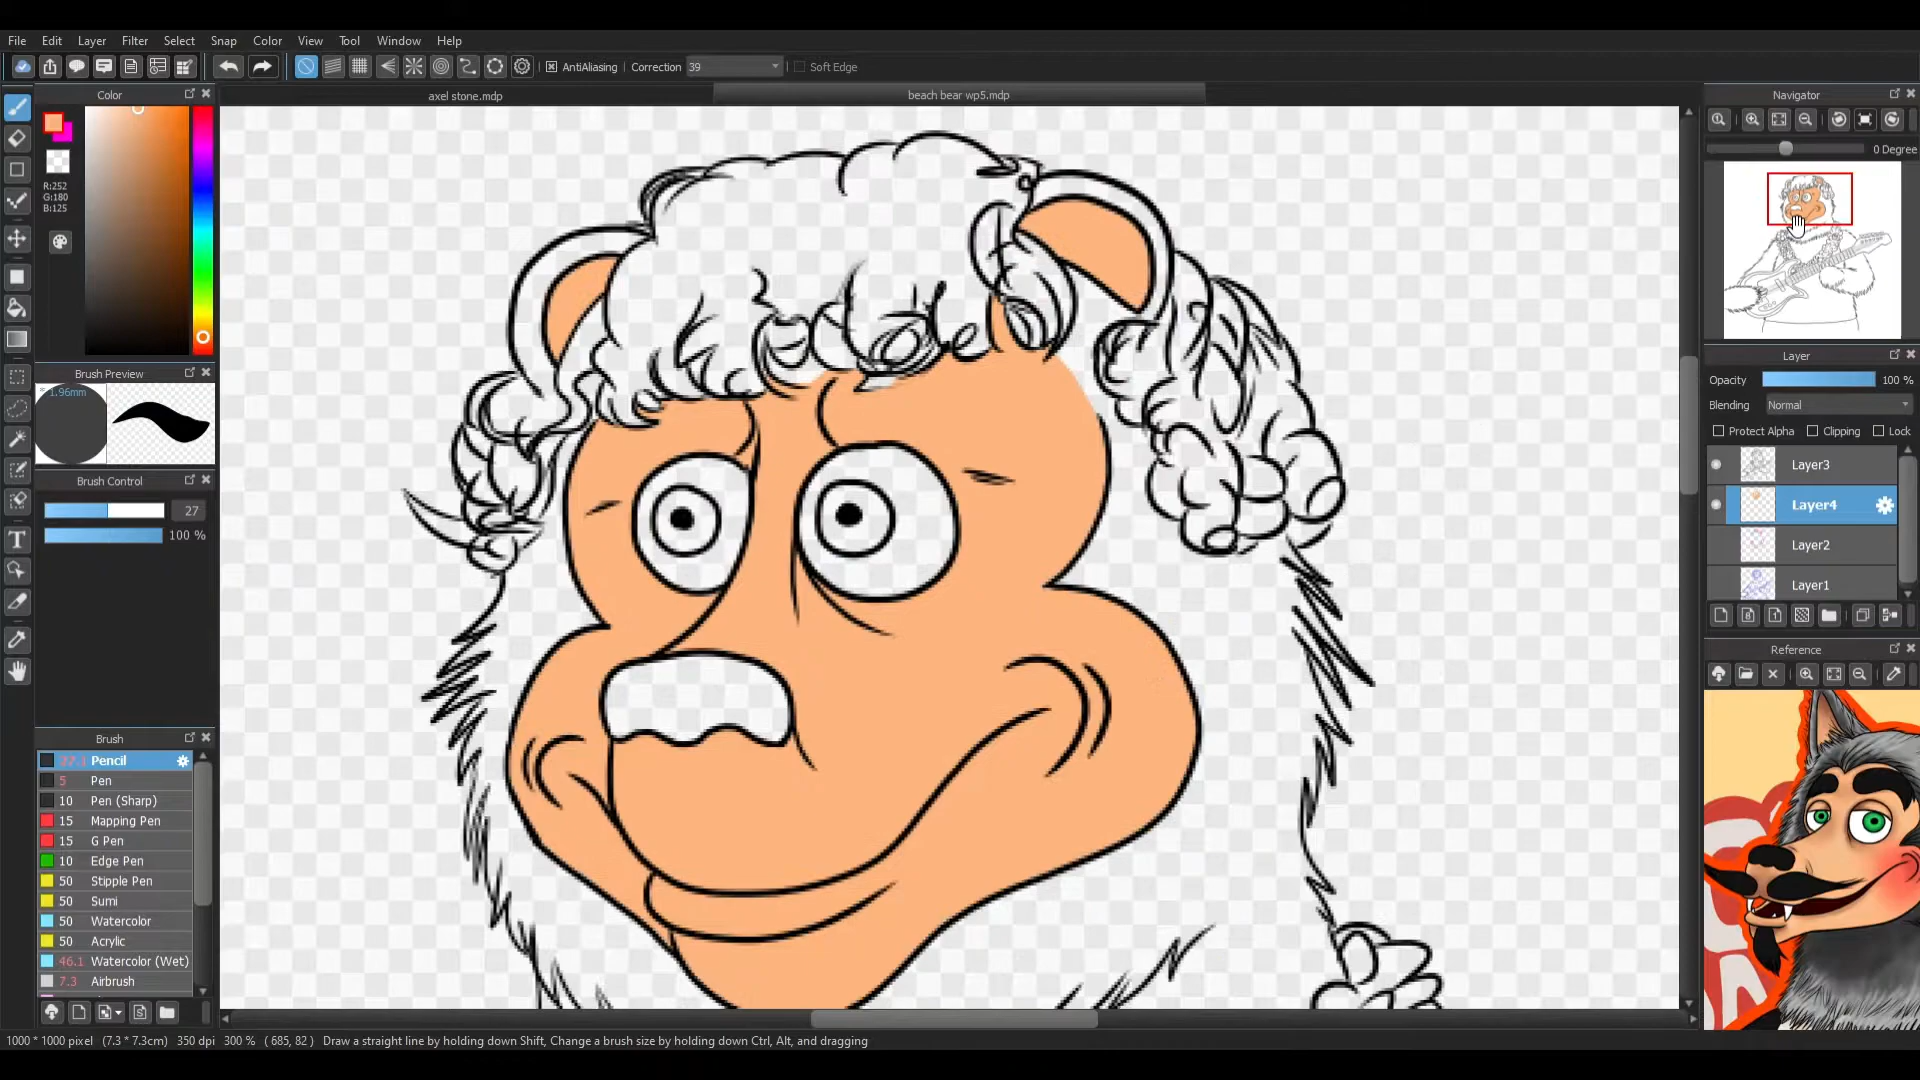 File Edit Layer Filter Select Snap Color View Tool Window Help
AntiAliasing Correction 39 Soft Edge
Color
axel stone.mdp
beach bear wp5.mdp
Navigator
R:252
G:180
B:125
0 Degree
Brush Preview
1.96mm
Layer
Opacity 100 %
Blending Normal
Protect Alpha Clipping Lock
Layer3
Layer4
Layer2
Layer1
Brush Control
27
100 %
Reference
Brush
27.1 Pencil
5 Pen
10 Pen (Sharp)
15 Mapping Pen
15 G Pen
10 Edge Pen
50 Stipple Pen
50 Sumi
50 Watercolor
50 Acrylic
46.1 Watercolor (Wet)
7.3 Airbrush
1000 * 1000 pixel (7.3 * 7.3cm) 350 dpi 300 % ( 685, 82 ) Draw a straight line by holding down Shift, Change a brush size by holding down Ctrl, Alt, and dragging